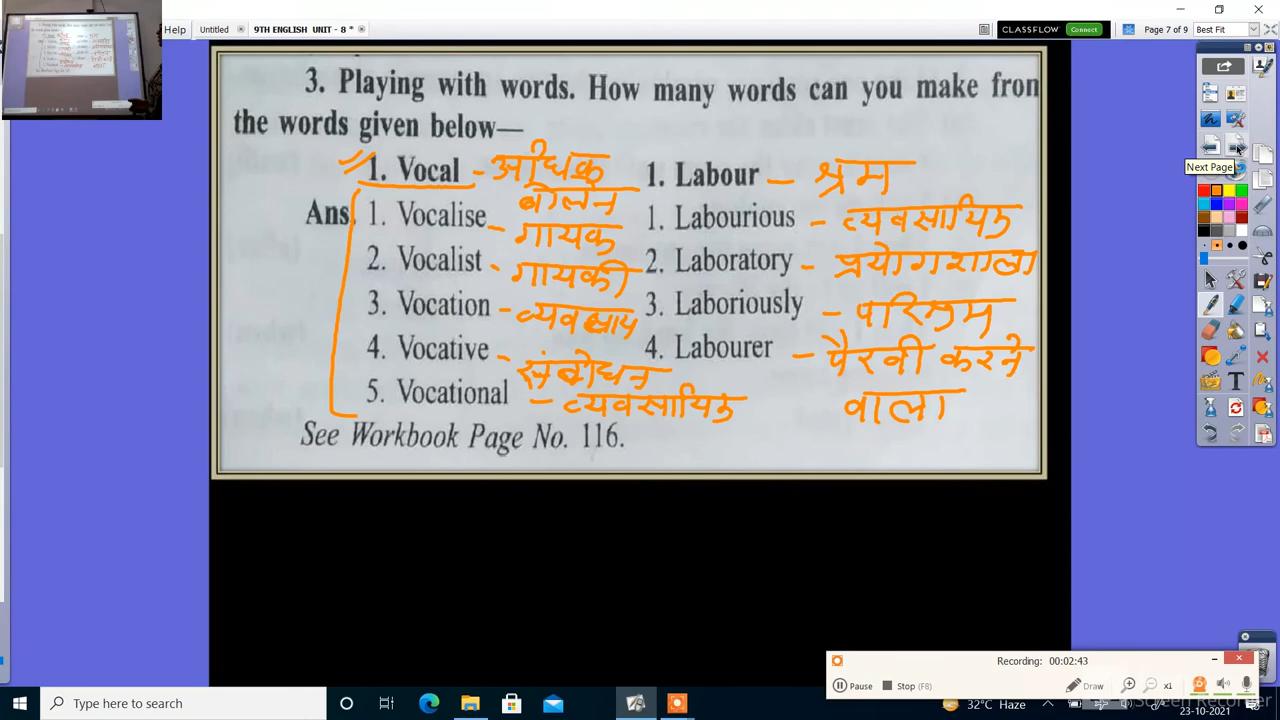 Help Untitled 9TH ENGLISH UNIT - 8 * CLASSFLOW Connect Page 7 of 9 Best Fit
3. Playing with words. How many words can you make fron
the words given below—
1. Vocal - अधिक बोलने
Ans. 1. Vocalise - गायक
2. Vocalist - गायकी
3. Vocation - व्यवसाय
4. Vocative - संबोधन
5. Vocational - व्यवसायिक
See Workbook Page No. 116.
1. Labour - श्रम
1. Labourious - व्यवसायिक
2. Laboratory - प्रयोगशाला
3. Laboriously - परिश्रम
4. Labourer - पैरवी करने
वाला
Next Page
Recording: 00:02:43
Pause Stop (F8) Draw x1
Type here to search
32°C Haze
23-10-2021